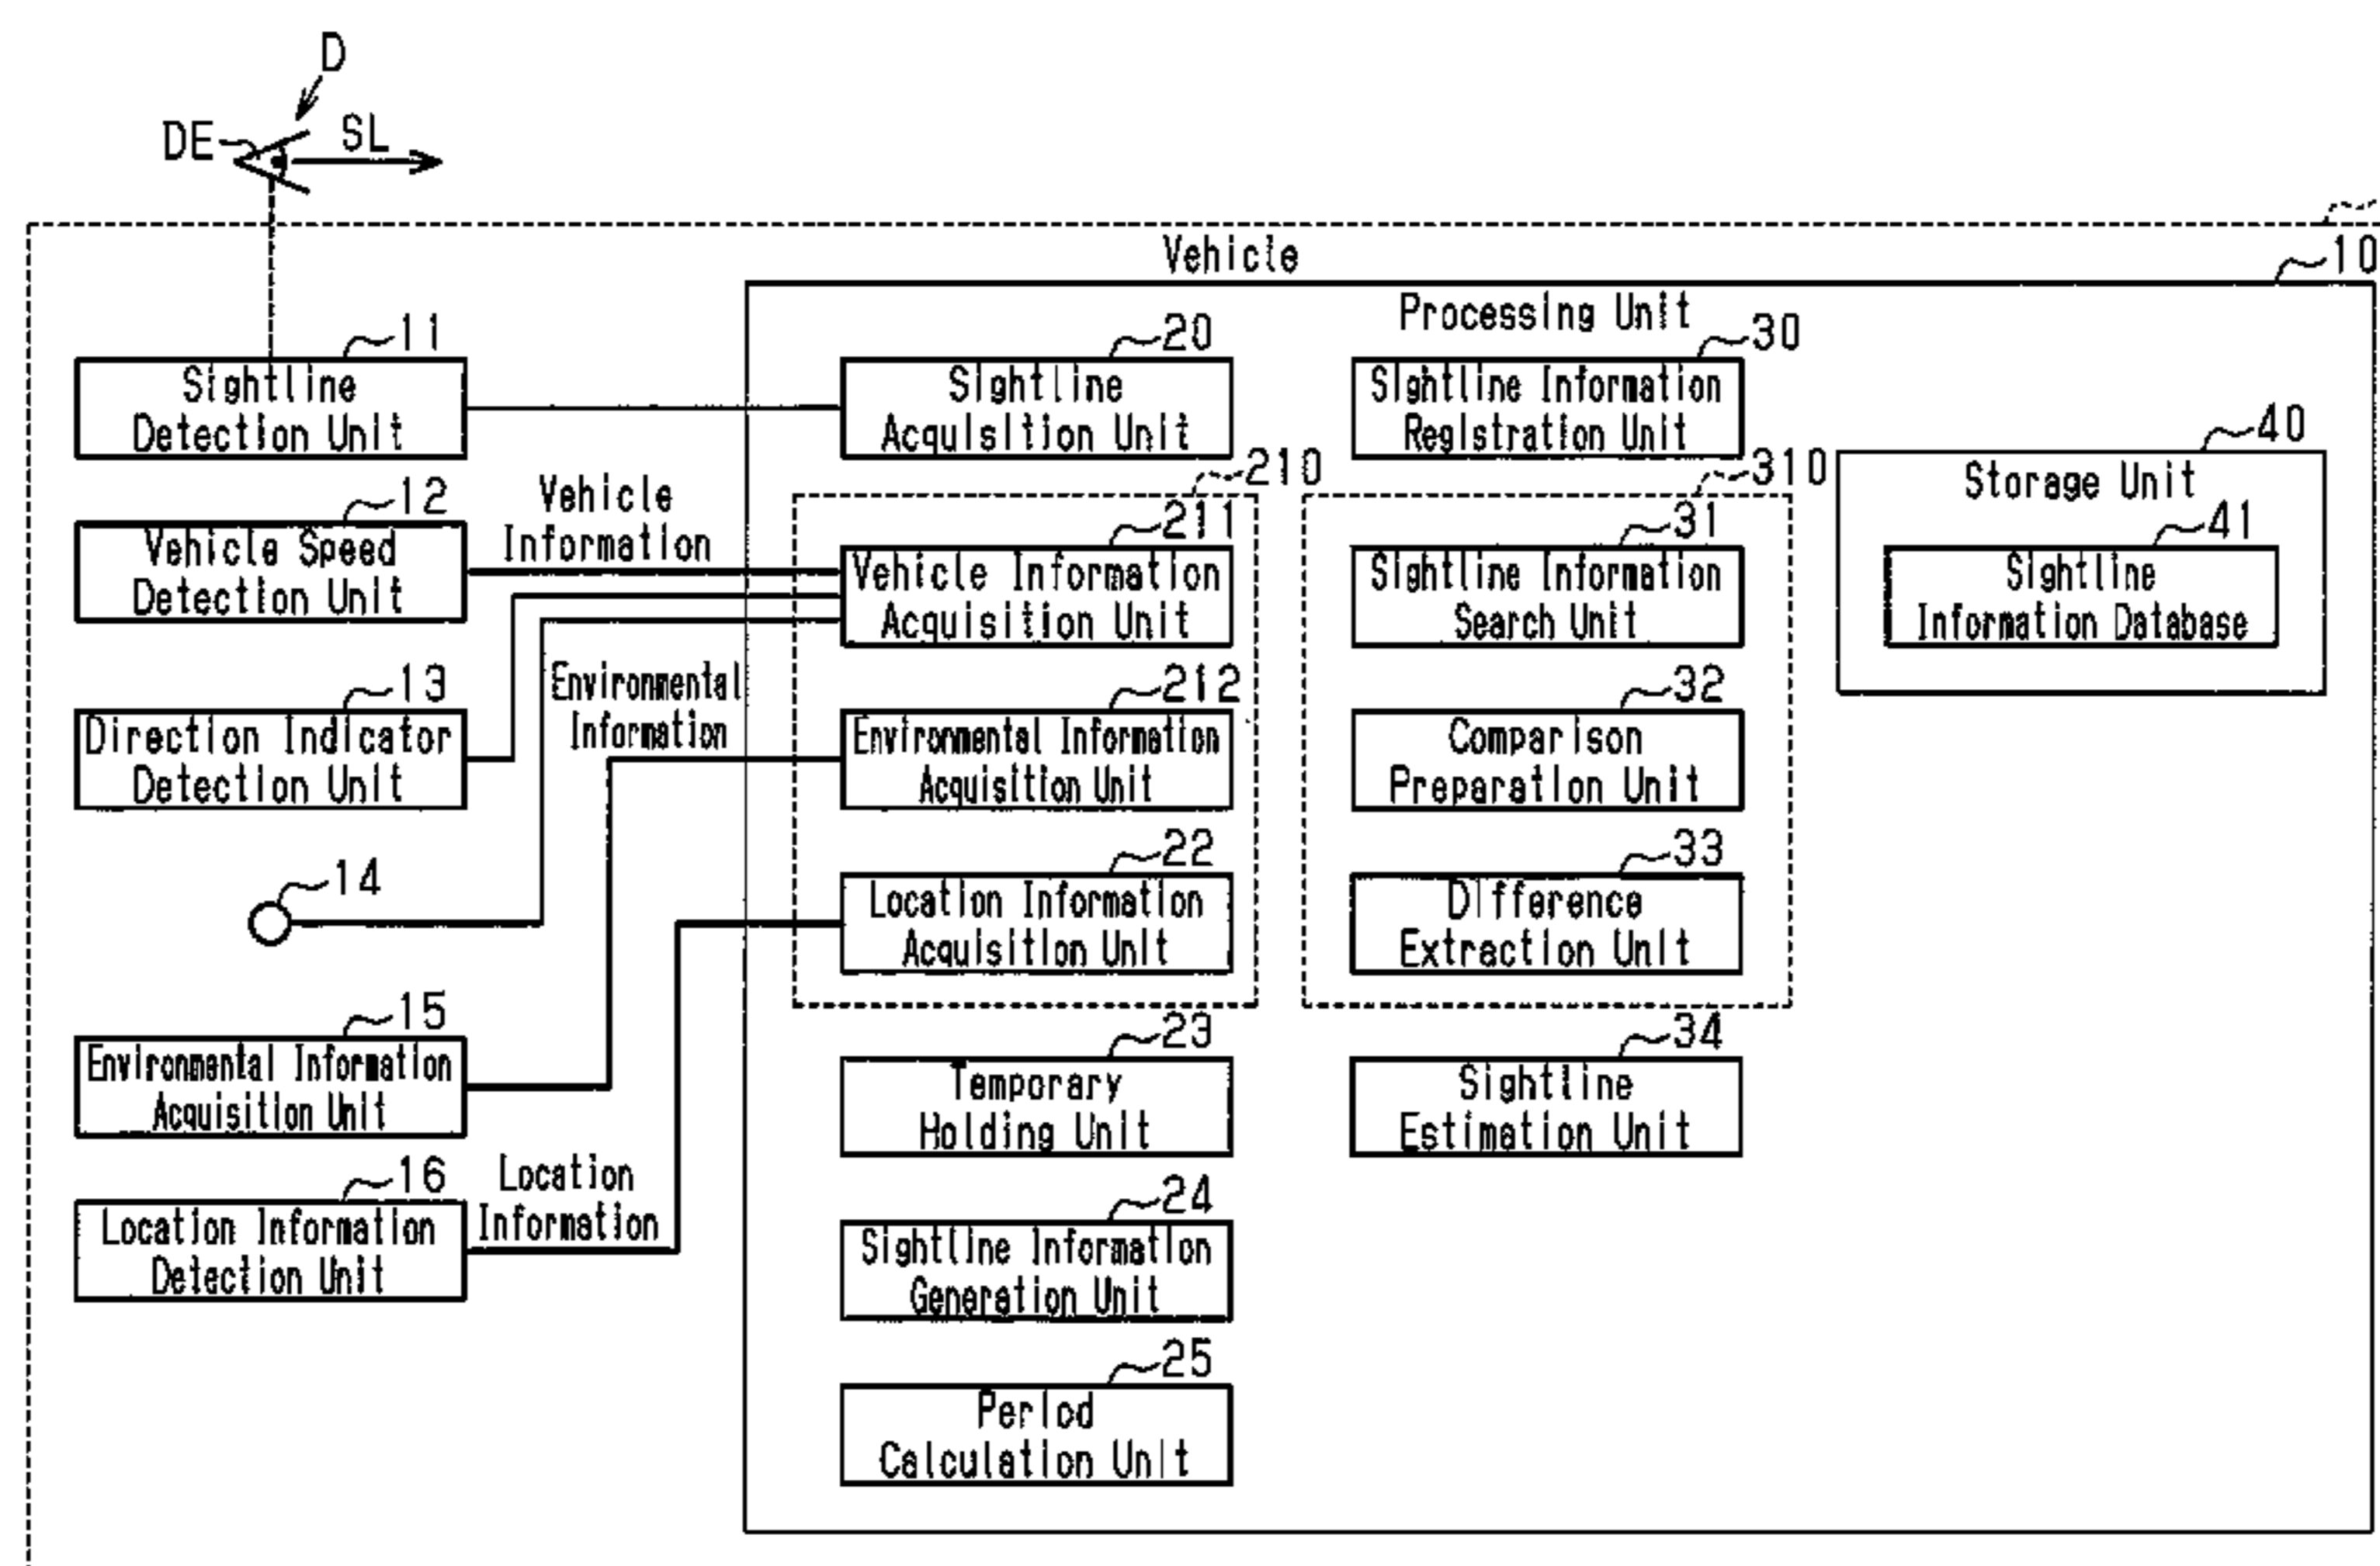 D
DE
SL
Vehicle
10
Processing Unit
11
Sightline
Detection Unit
20
Sightline
Acquisition Unit
30
Sightline Information
Registration Unit
40
Storage Unit
41
Sightline
Information Database
12
Vehicle Speed
Detection Unit
Vehicle
Information
210
211
Vehicle Information
Acquisition Unit
310
31
Sightline Information
Search Unit
13
Direction Indicator
Detection Unit
Environmental
Information
212
Environmental Information
Acquisition Unit
32
Comparison
Preparation Unit
14
22
Location Information
Acquisition Unit
33
Difference
Extraction Unit
15
Environmental Information
Acquisition Unit
23
Temporary
Holding Unit
34
Sightline
Estimation Unit
16
Location Information
Detection Unit
Location
Information
24
Sightline Information
Generation Unit
25
Period
Calculation Unit